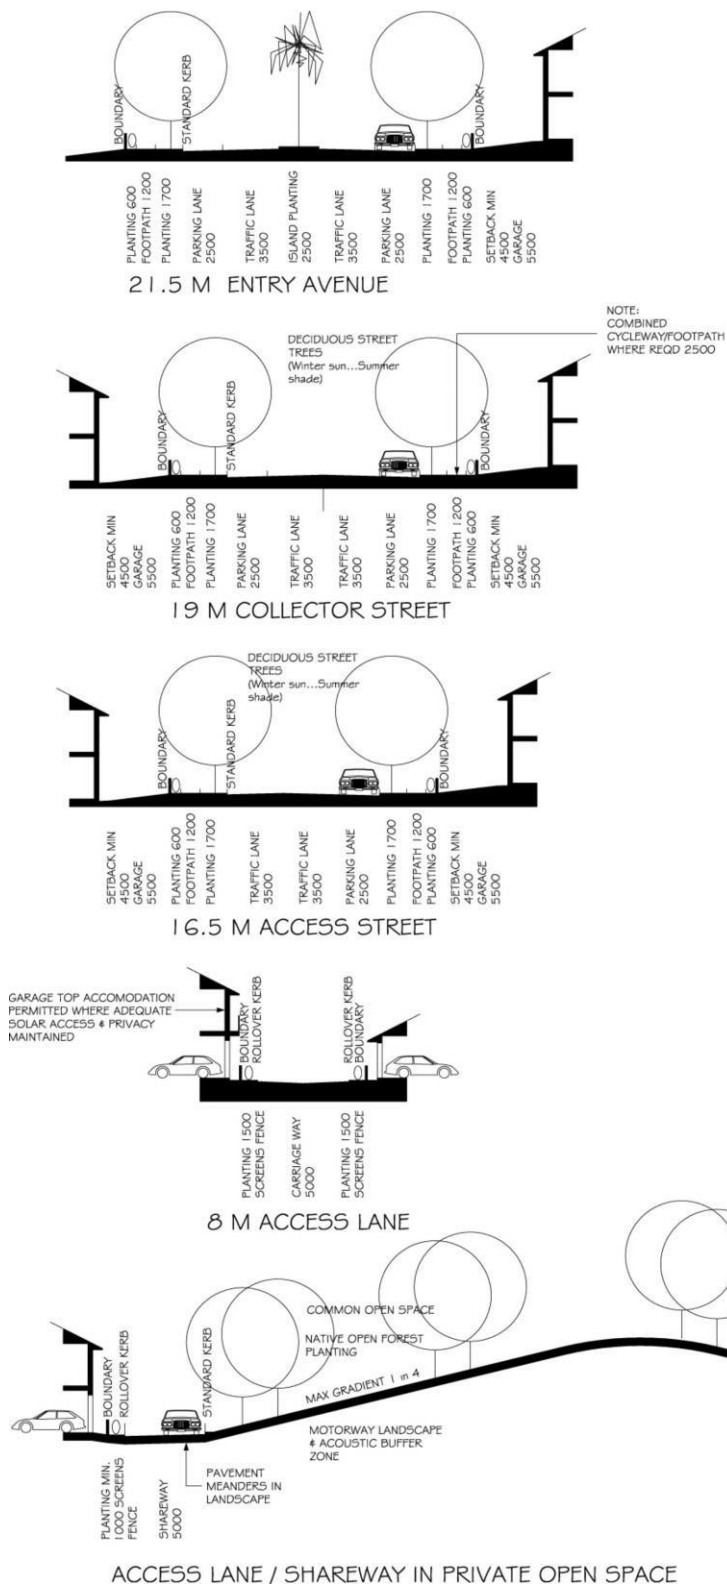 BOUNDARY
STANDARD KERB
BOUNDARY
PLANTING 600
FOOTPATH 1200
PLANTING 1700
PARKING LANE
2500
TRAFFIC LANE
3500
ISLAND PLANTING
2500
TRAFFIC LANE
3500
PARKING LANE
2500
PLANTING 1700
FOOTPATH 1200
PLANTING 600
SETBACK MIN
4500
GARAGE
5500
21.5 M ENTRY AVENUE
NOTE:
COMBINED
CYCLEWAY/FOOTPATH
WHERE REQD 2500
DECIDUOUS STREET
TREES
(Winter sun...Summer
shade)
BOUNDARY
STANDARD KERB
BOUNDARY
SETBACK MIN
4500
GARAGE
5500
PLANTING 600
FOOTPATH 1200
PLANTING 1700
PARKING LANE
2500
TRAFFIC LANE
3500
TRAFFIC LANE
3500
PARKING LANE
2500
PLANTING 1700
FOOTPATH 1200
PLANTING 600
SETBACK MIN
4500
GARAGE
5500
19 M COLLECTOR STREET
DECIDUOUS STREET
TREES
(Winter sun...Summer
shade)
BOUNDARY
STANDARD KERB
BOUNDARY
SETBACK MIN
4500
GARAGE
5500
PLANTING 600
FOOTPATH 1200
PLANTING 1700
TRAFFIC LANE
3500
TRAFFIC LANE
3500
PARKING LANE
2500
PLANTING 1700
FOOTPATH 1200
PLANTING 600
SETBACK MIN
4500
GARAGE
5500
16.5 M ACCESS STREET
GARAGE TOP ACCOMODATION
PERMITTED WHERE ADEQUATE
SOLAR ACCESS & PRIVACY
MAINTAINED
BOUNDARY
ROLLOVER KERB
ROLLOVER KERB
BOUNDARY
PLANTING 1500
SCREENS FENCE
CARRIAGE WAY
5000
PLANTING 1500
SCREENS FENCE
8 M ACCESS LANE
COMMON OPEN SPACE
NATIVE OPEN FOREST
PLANTING
MAX GRADIENT 1 in 4
BOUNDARY
ROLLOVER KERB
STANDARD KERB
MOTORWAY LANDSCAPE
& ACOUSTIC BUFFER
ZONE
PAVEMENT
MEANDERS IN
LANDSCAPE
PLANTING MIN.
1000 SCREENS
FENCE
SHAREWAY
5000
ACCESS LANE / SHAREWAY IN PRIVATE OPEN SPACE